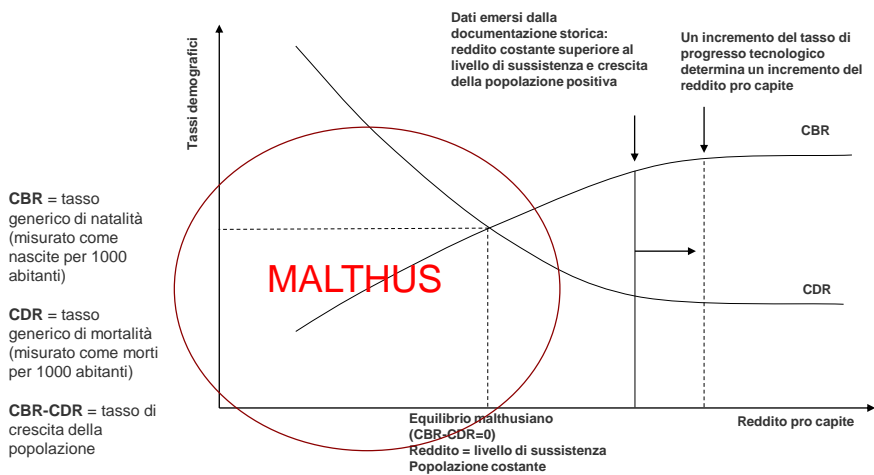 Dati emersi dalla
documentazione storica:
reddito costante superiore al
livello di sussistenza e crescita
della popolazione positiva
Un incremento del tasso di
progresso tecnologico
determina un incremento del
reddito pro capite
Tassi demografici
CBR
CBR = tasso
generico di natalità
(misurato come
nascite per 1000
abitanti)
MALTHUS
CDR
CDR = tasso
generico di mortalità
(misurato come morti
per 1000 abitanti)
CBR-CDR = tasso di
crescita della
popolazione
Equilibrio malthusiano
(CBR-CDR=0)
Reddito = livello di sussistenza
Popolazione costante
Reddito pro capite